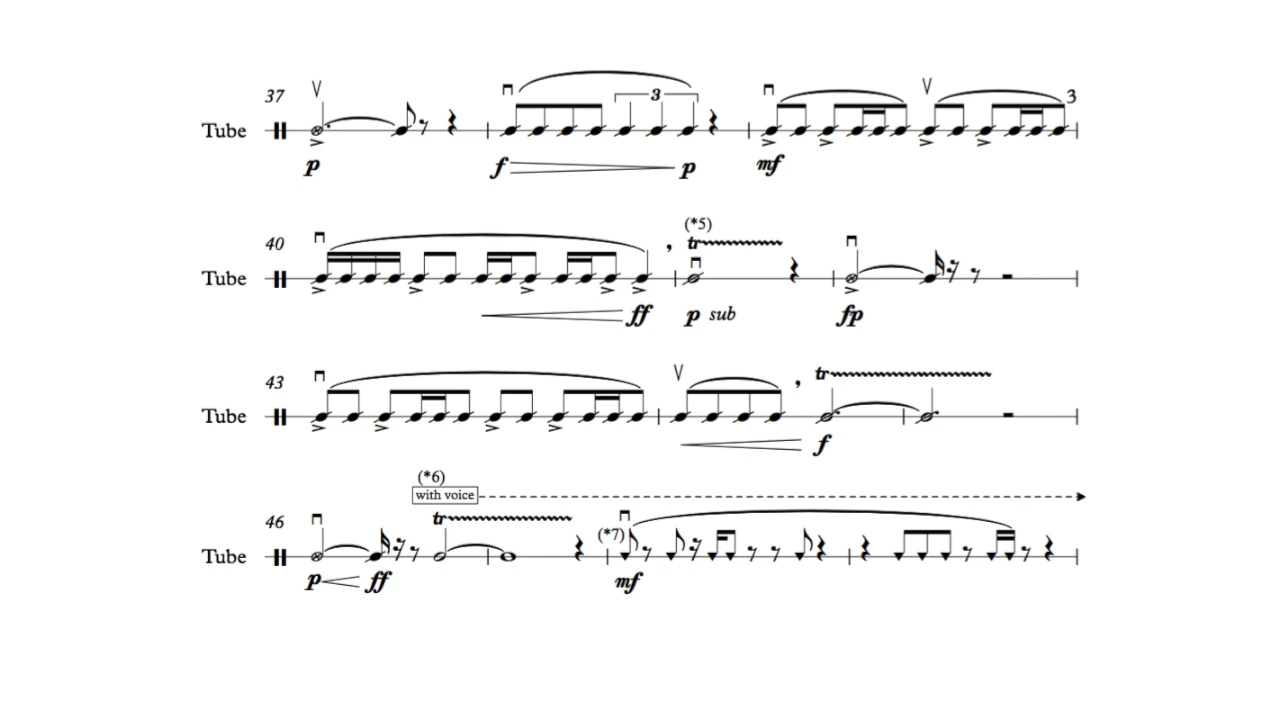 37
3
3
Tube
p
f
p
mf
40
(*5)
tr
Tube
ff
p sub
fp
43
tr
Tube
f
(*6)
with voice
46
tr
(*7)
Tube
p
ff
mf